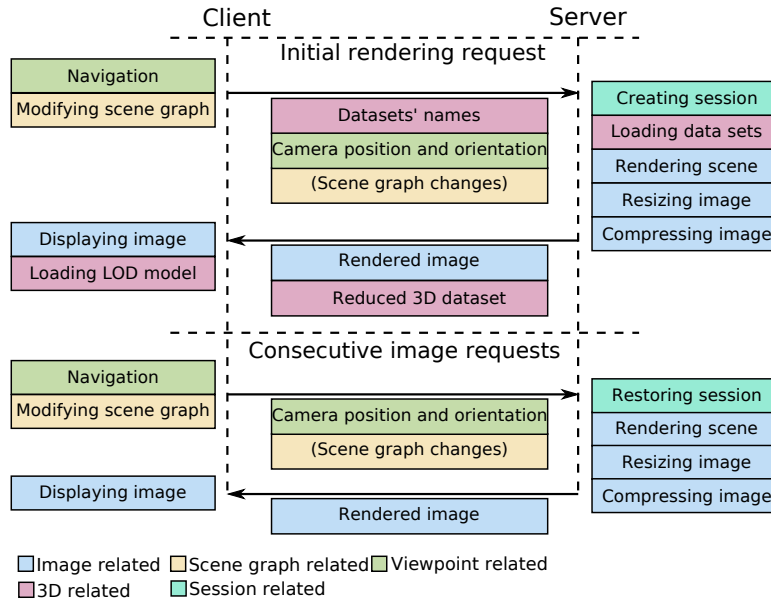 Client
Server
Initial rendering request
Navigation
Modifying scene graph
Datasets' names
Camera position and orientation
(Scene graph changes)
Creating session
Loading data sets
Rendering scene
Resizing image
Compressing image
Displaying image
Loading LOD model
Rendered image
Reduced 3D dataset
Consecutive image requests
Navigation
Modifying scene graph
Camera position and orientation
(Scene graph changes)
Restoring session
Rendering scene
Resizing image
Compressing image
Displaying image
Rendered image
Image related
Scene graph related
Viewpoint related
3D related
Session related